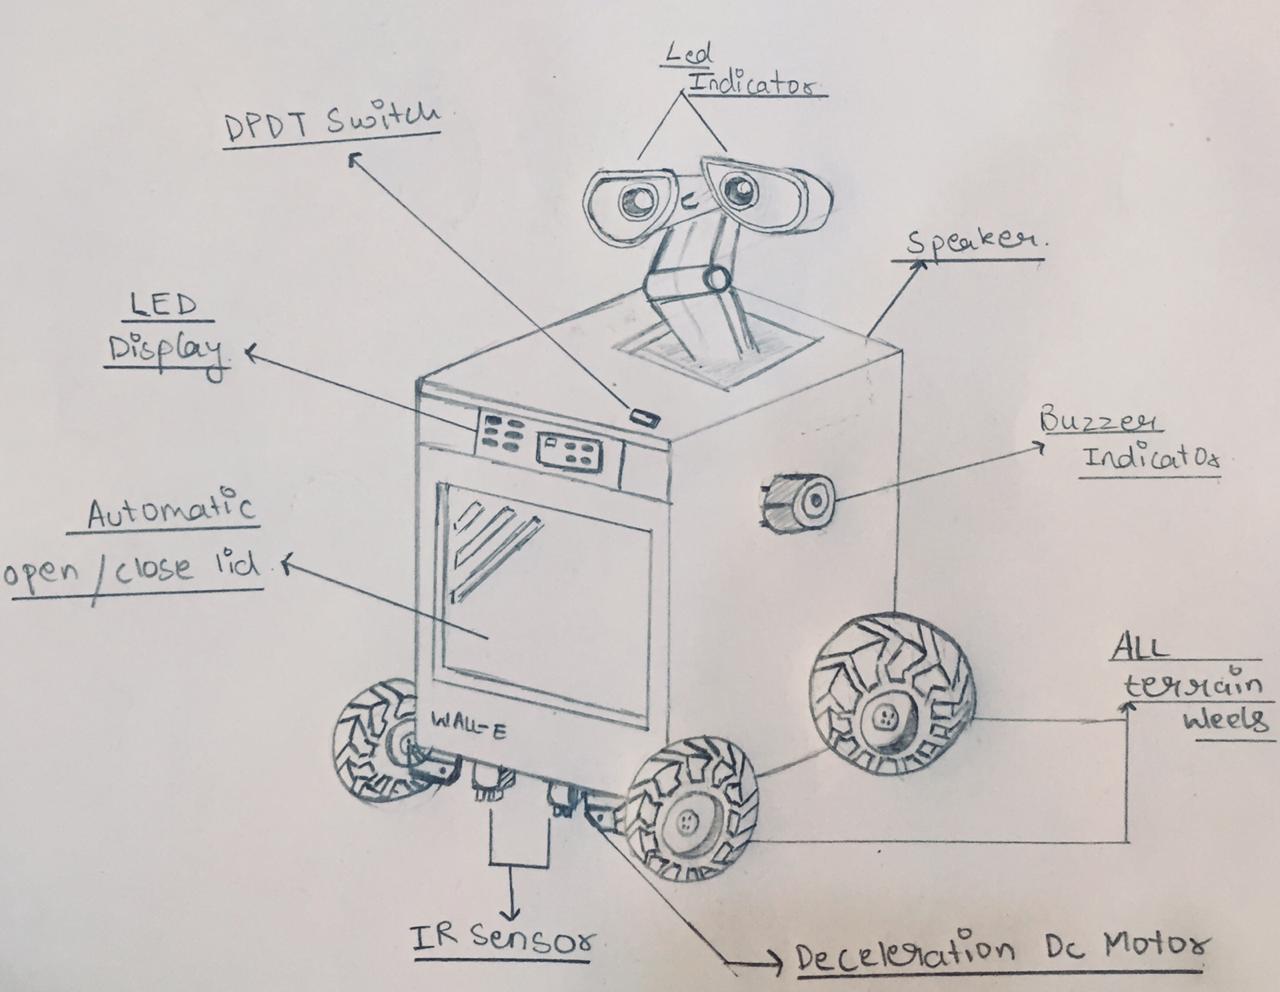 Led
Indicator
DPDT Switch
Speaker.
LED
Display
Buzzer
Indicator
Automatic
open / close lid
ALL
terrain
Weels
WALL-E
IR Sensor
Deceleration Dc Motor